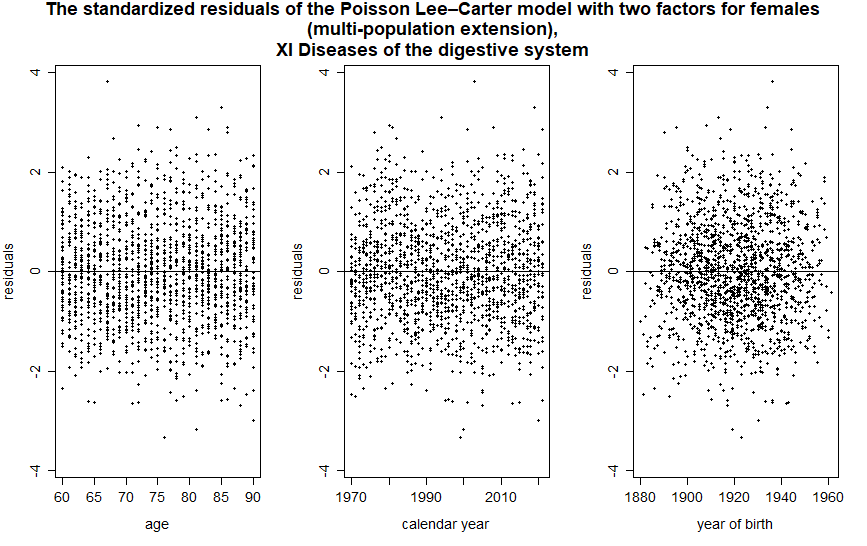 The standardized residuals of the Poisson Lee–Carter model with two factors for females
(multi-population extension),
XI Diseases of the digestive system
residuals
4
2
0
-2
-4
60 65 70 75 80 85 90
age
residuals
4
2
0
-2
-4
1970 1990 2010
calendar year
residuals
4
2
0
-2
-4
1880 1900 1920 1940 1960
year of birth